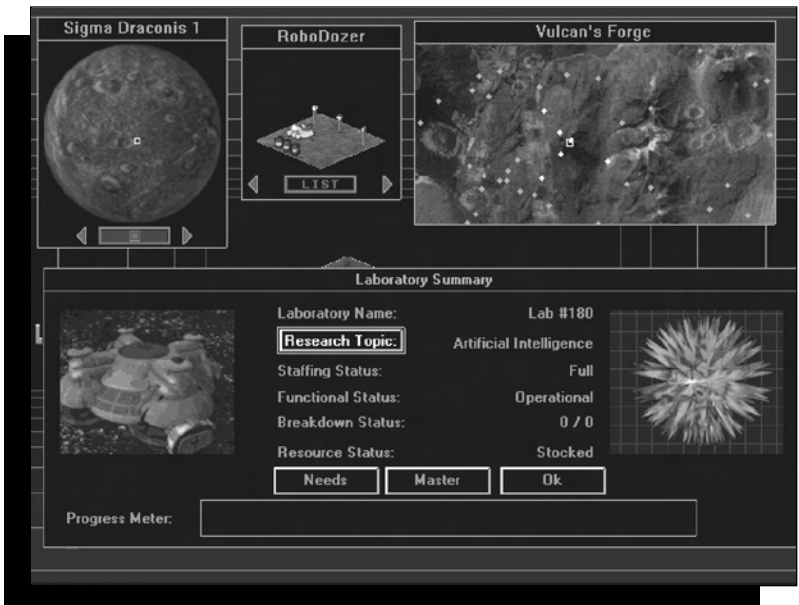 Sigma Draconis 1
RoboDozer
Vulcan's Forge
LIST
Laboratory Summary
Laboratory Name: Lab #180
Research Topic: Artificial Intelligence
Staffing Status: Full
Functional Status: Operational
Breakdown Status: 0 / 0
Resource Status: Stocked
Needs Master Ok
Progress Meter: